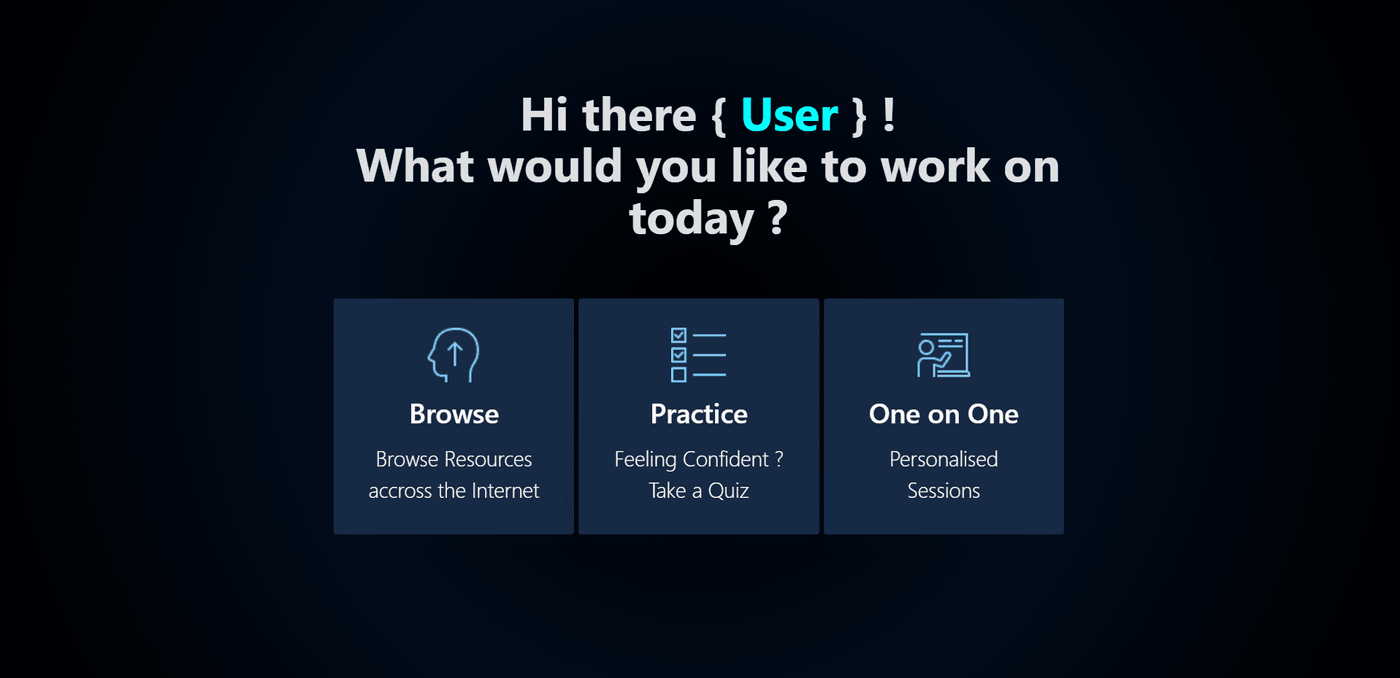 Hi there { User } !
What would you like to work on
today ?
Browse
Browse Resources
accross the Internet
Practice
Feeling Confident ?
Take a Quiz
One on One
Personalised
Sessions